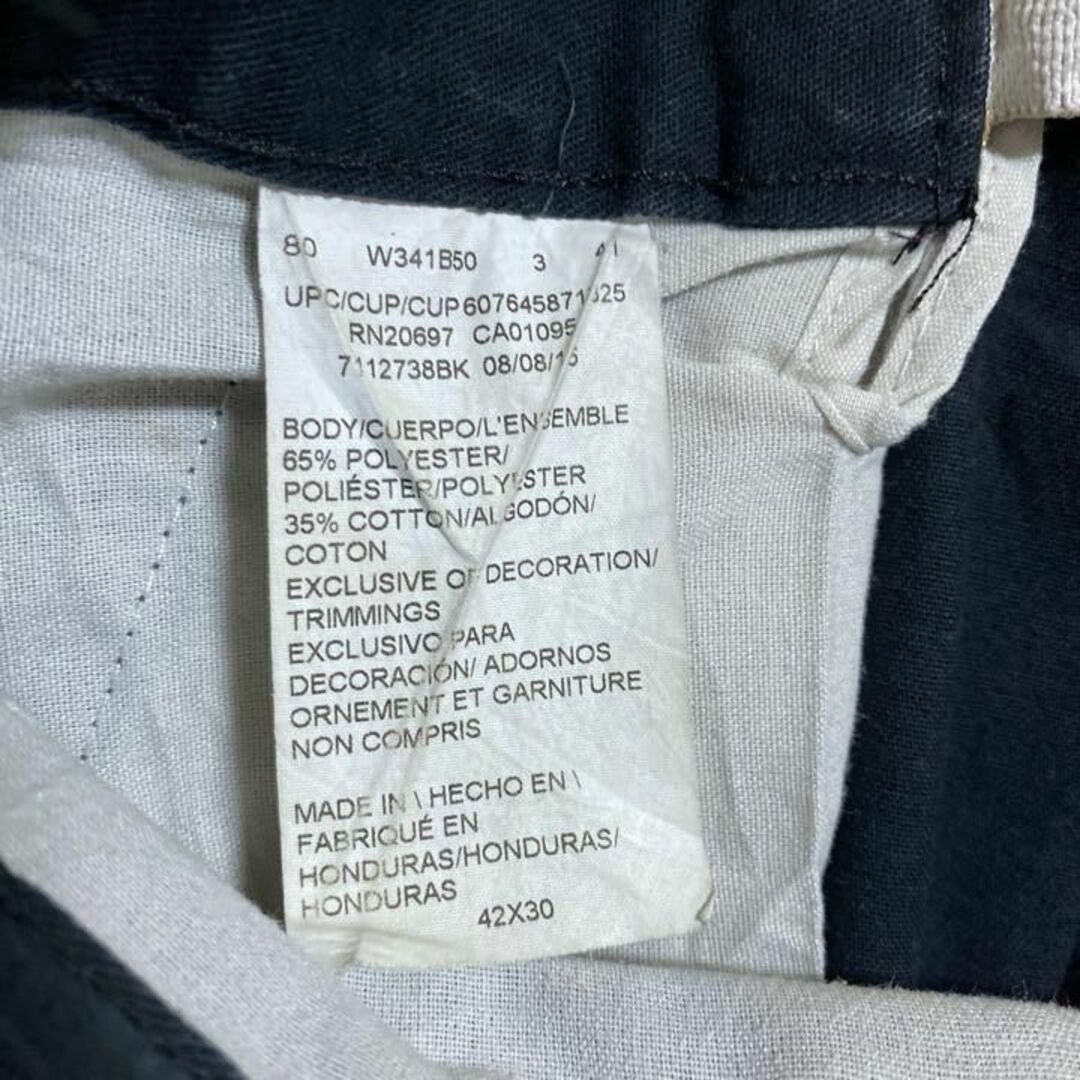 80 W341B50 3
UPC/CUP/CUP
RN20697 CA01095
7112738BK
BODY/CUERPO/L'ENSEMBLE
65% POLYESTER/
POLIÉSTER/POLYESTER
35% COTTON/ALGODÓN/
COTON
EXCLUSIVE OF DECORATION/
TRIMMINGS
EXCLUSIVO PARA
DECORACIÓN/ ADORNOS
ORNEMENT ET GARNITURE
NON COMPRIS
MADE IN \ HECHO EN \
FABRIQUÉ EN
HONDURAS/HONDURAS/
HONDURAS
42X30